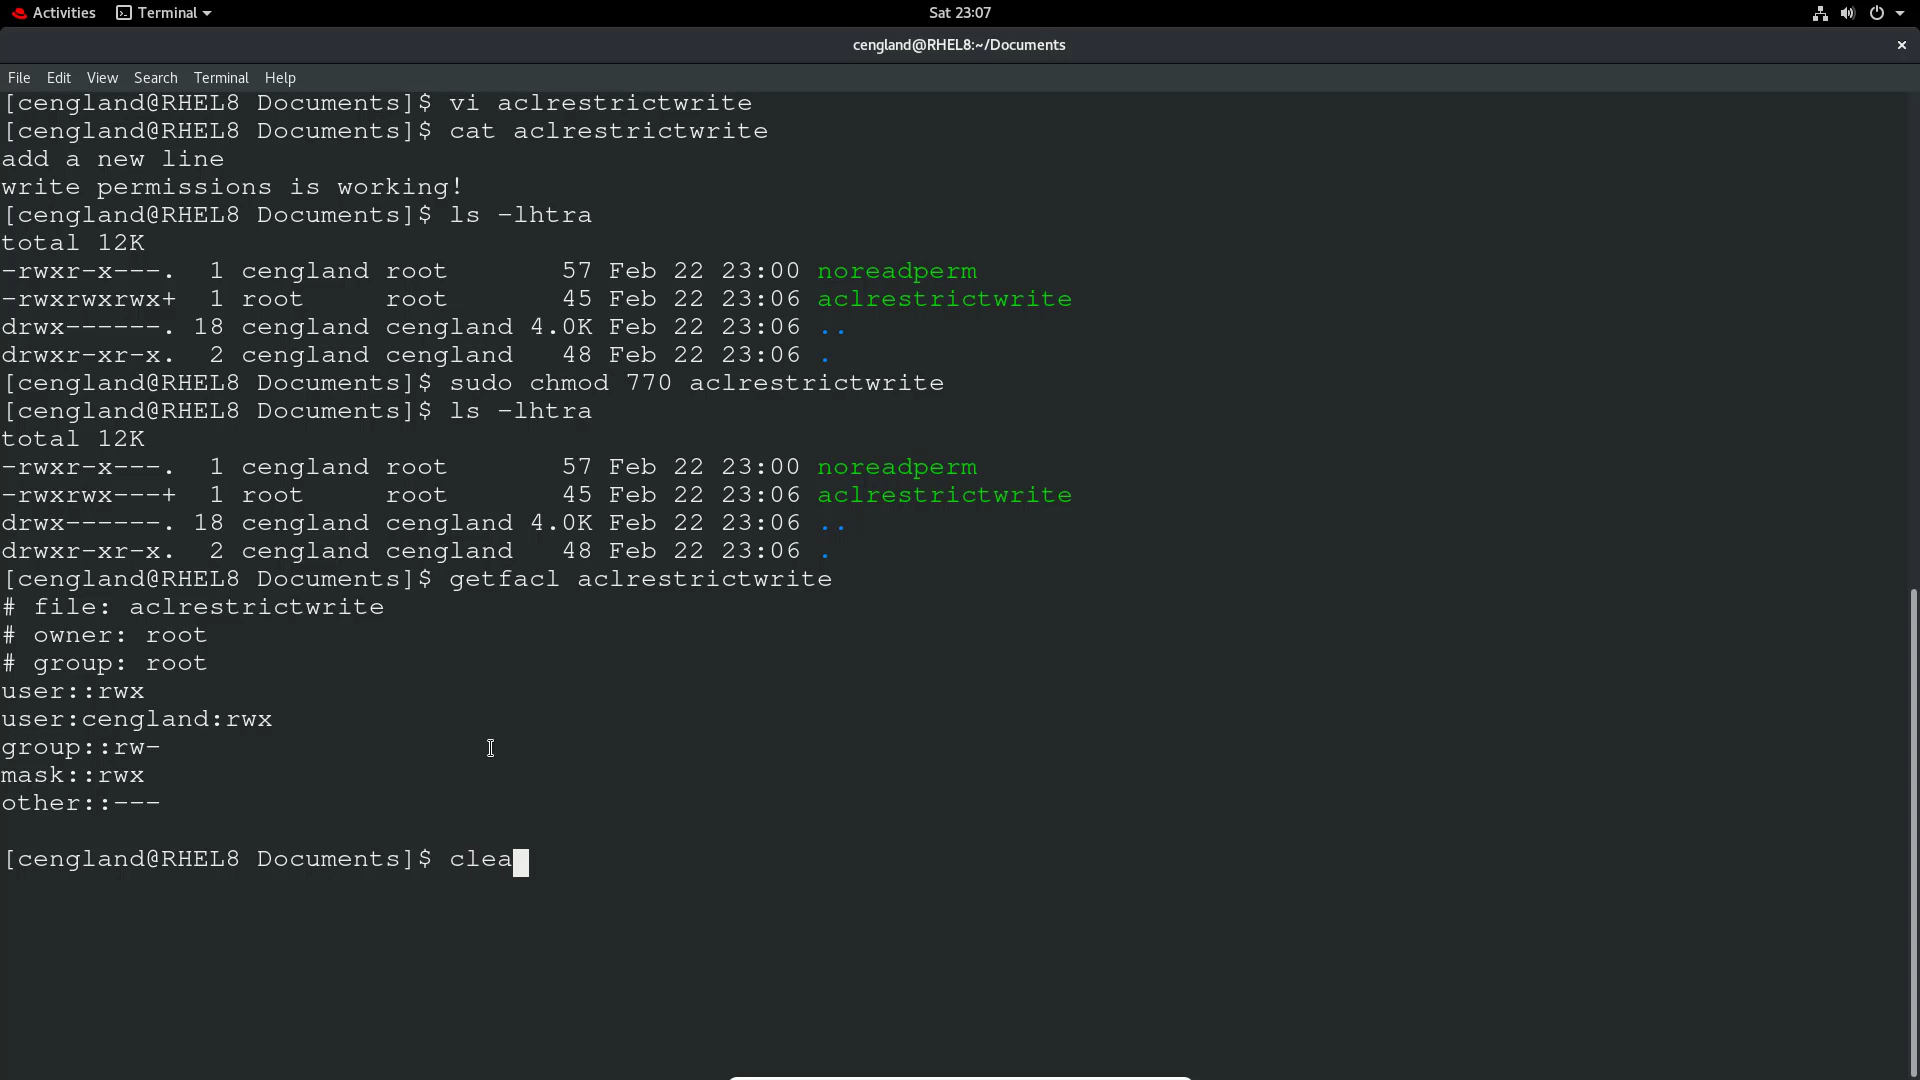 Activities Terminal Sat 23:07
cengland@RHEL8:~/Documents ×
File Edit View Search Terminal Help
[cengland@RHEL8 Documents]$ vi aclrestrictwrite
[cengland@RHEL8 Documents]$ cat aclrestrictwrite
add a new line
write permissions is working!
[cengland@RHEL8 Documents]$ ls -lhtra
total 12K
-rwxr-x---.  1 cengland root       57 Feb 22 23:00 noreadperm
-rwxrwxrwx+  1 root     root       45 Feb 22 23:06 aclrestrictwrite
drwx------. 18 cengland cengland 4.0K Feb 22 23:06 ..
drwxr-xr-x.  2 cengland cengland   48 Feb 22 23:06 .
[cengland@RHEL8 Documents]$ sudo chmod 770 aclrestrictwrite
[cengland@RHEL8 Documents]$ ls -lhtra
total 12K
-rwxr-x---.  1 cengland root       57 Feb 22 23:00 noreadperm
-rwxrwx---+  1 root     root       45 Feb 22 23:06 aclrestrictwrite
drwx------. 18 cengland cengland 4.0K Feb 22 23:06 ..
drwxr-xr-x.  2 cengland cengland   48 Feb 22 23:06 .
[cengland@RHEL8 Documents]$ getfacl aclrestrictwrite
# file: aclrestrictwrite
# owner: root
# group: root
user::rwx
user:cengland:rwx
group::rw-
mask::rwx
other::---
[cengland@RHEL8 Documents]$ clea